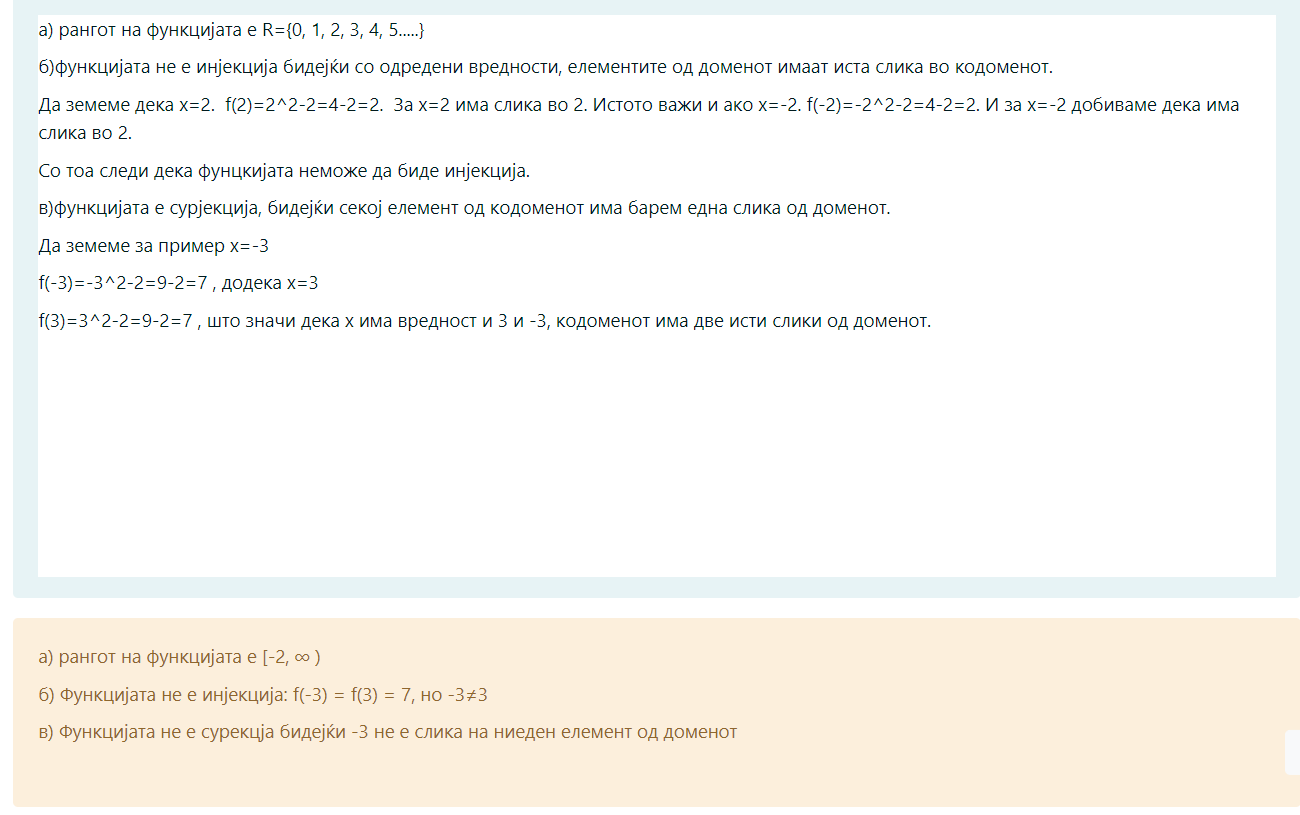 а) рангот на функцијата е R={0, 1, 2, 3, 4, 5.....}
б)функцијата не е инјекција бидејќи со одредени вредности, елементите од доменот имаат иста слика во кодоменот.
Да земеме дека x=2.  f(2)=2^2-2=4-2=2.  За x=2 има слика во 2. Истото важи и ако x=-2. f(-2)=-2^2-2=4-2=2. И за x=-2 добиваме дека има
слика во 2.
Со тоа следи дека фунцкијата неможе да биде инјекција.
в)функцијата е сурјекција, бидејќи секој елемент од кодоменот има барем една слика од доменот.
Да земеме за пример x=-3
f(-3)=-3^2-2=9-2=7 , додека x=3
f(3)=3^2-2=9-2=7 , што значи дека x има вредност и 3 и -3, кодоменот има две исти слики од доменот.
а) рангот на функцијата е [-2, ∞ )
б) Функцијата не е инјекција: f(-3) = f(3) = 7, но -3≠3
в) Функцијата не е сурекцја бидејќи -3 не е слика на ниеден елемент од доменот